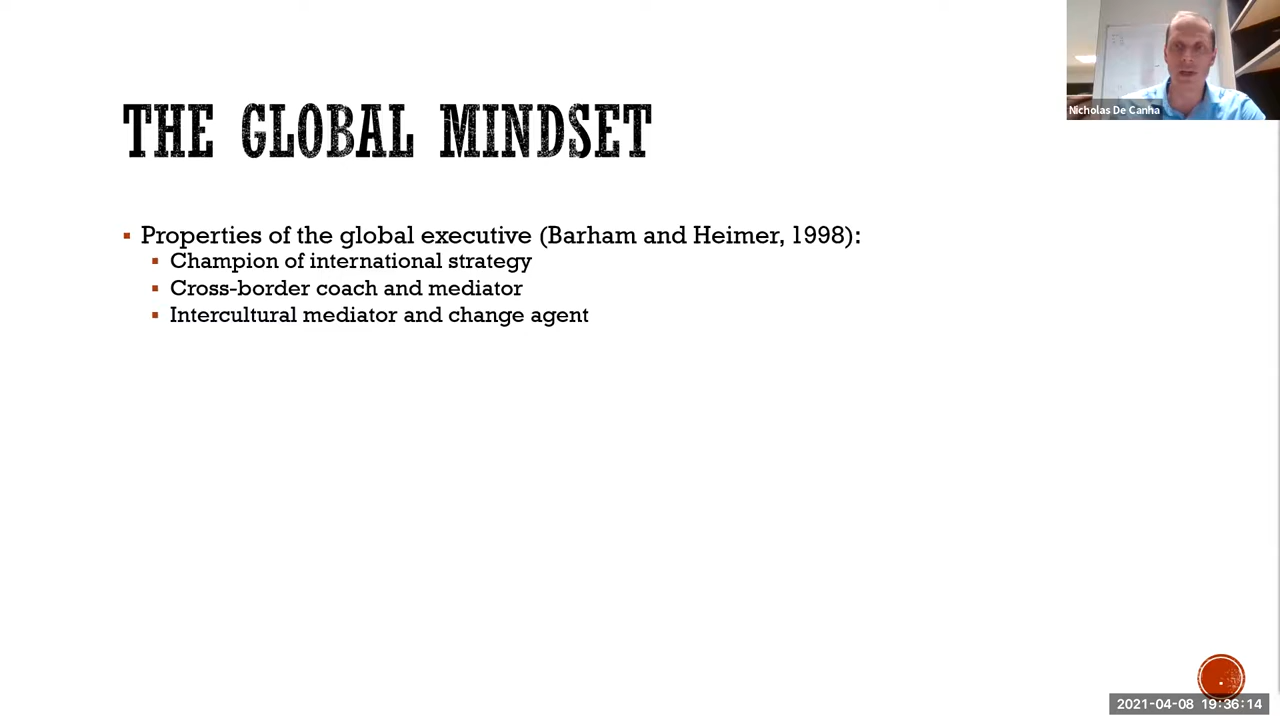 THE GLOBAL MINDSET
Nicholas De Canha
▪ Properties of the global executive (Barham and Heimer, 1998):
▪ Champion of international strategy
▪ Cross-border coach and mediator
▪ Intercultural mediator and change agent
2021-04-08 19:36:14